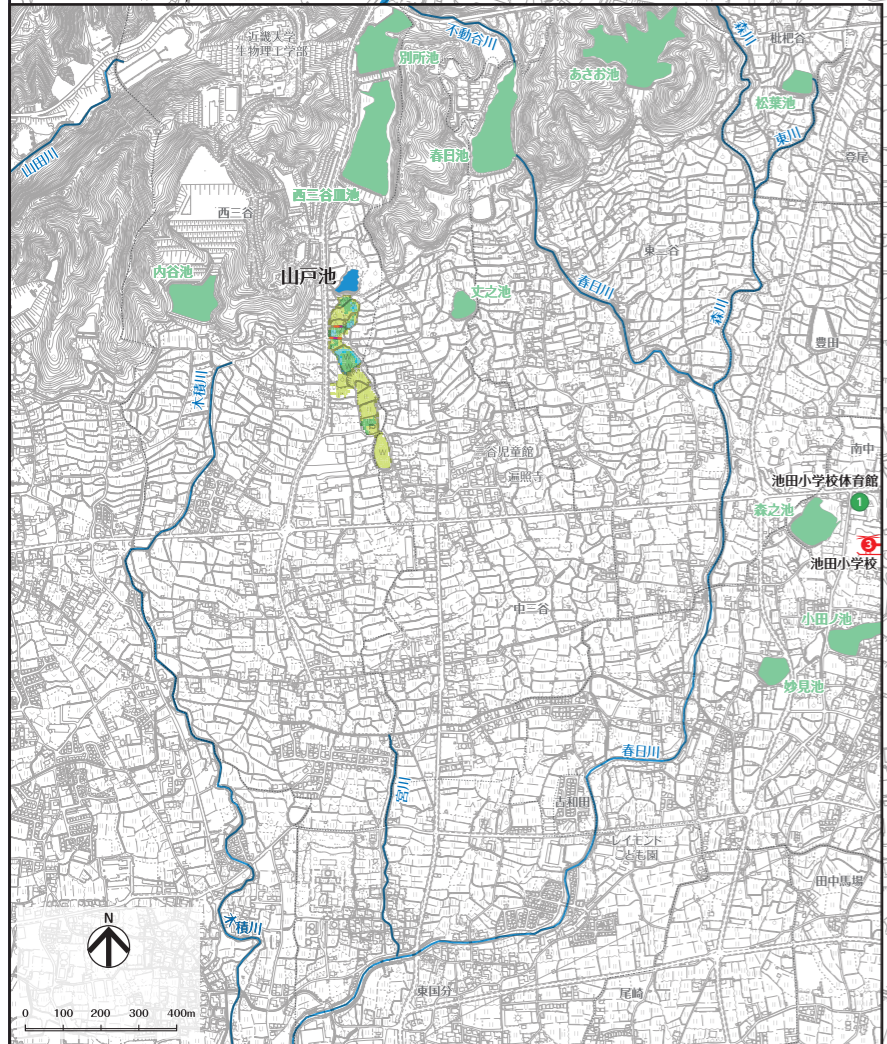 近畿大学
生物理工学部
別所池
不動谷川
あさお池
森川
枇杷谷
松葉池
東川
登尾
山田川
春日池
西三谷皿池
西三谷
東三谷
内谷池
山戸池
丈之池
春日川
森川
豊田
木積川
南中
谷児童館
遍照寺
池田小学校体育館
1
森之池
3
池田小学校
中三谷
小田ノ池
妙見池
春日川
宮川
古和田
レイモンド
こども園
田中馬場
N
木積川
0 100 200 300 400m
東国分
尾崎